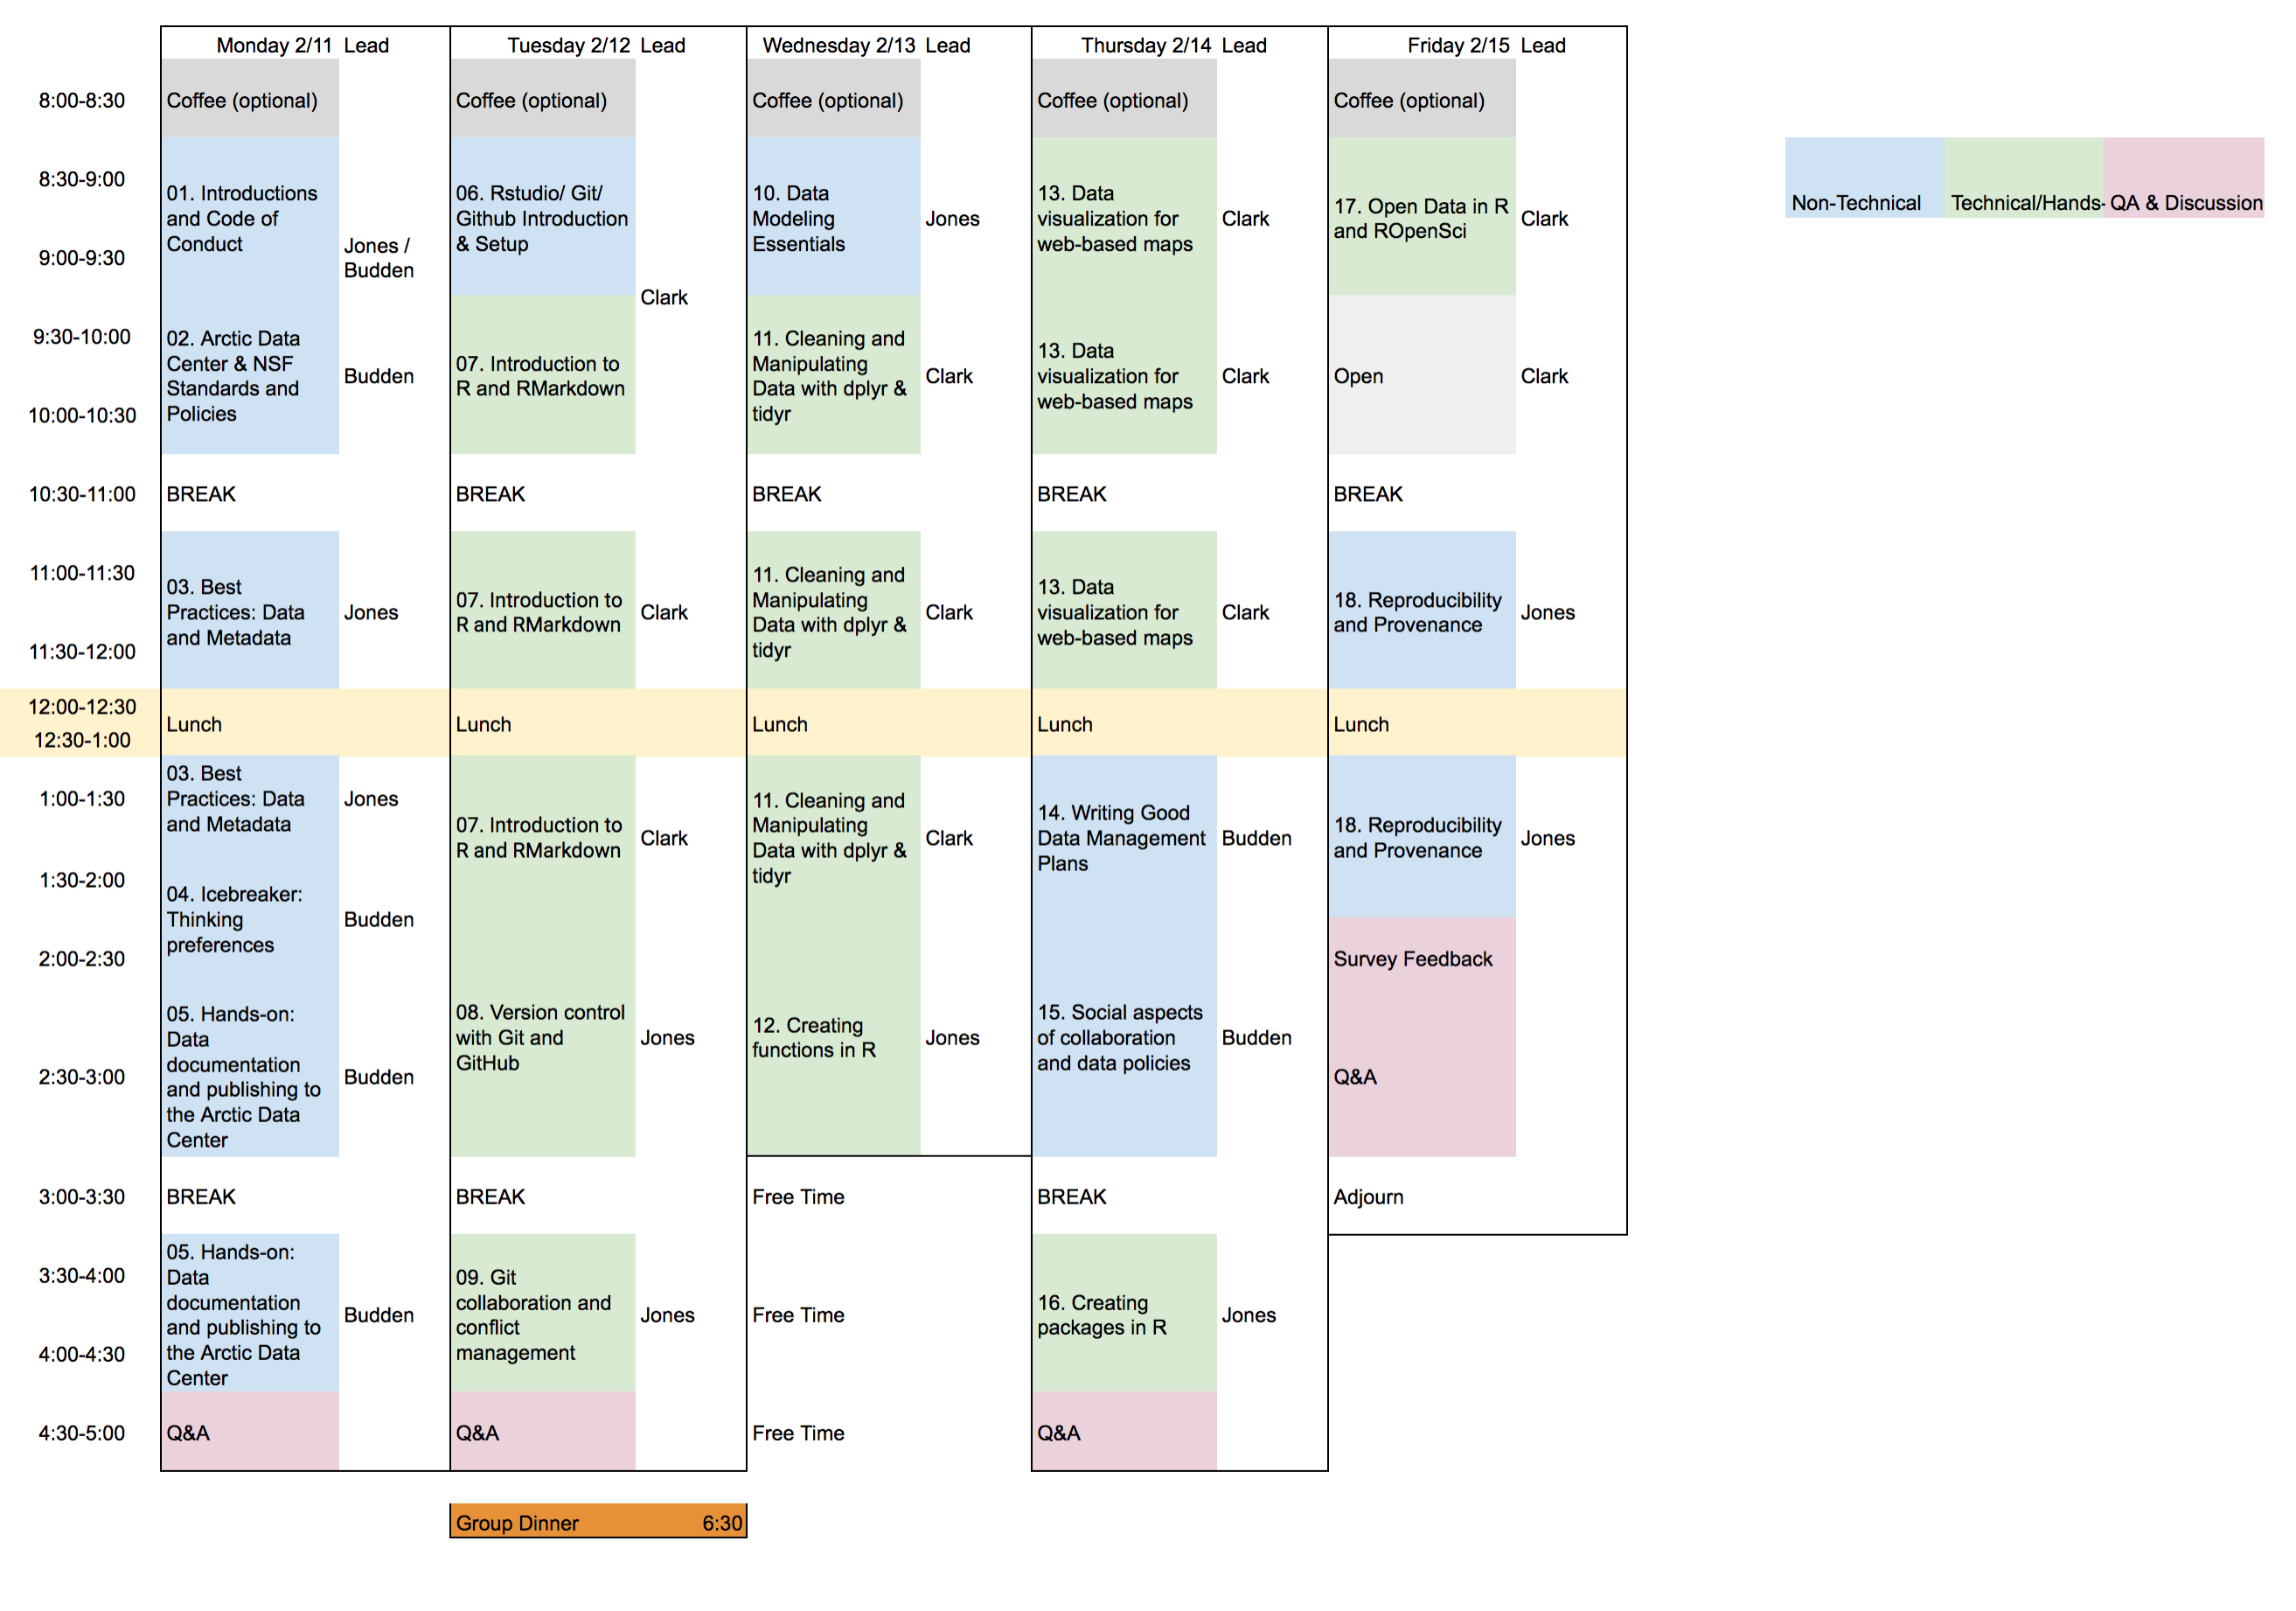 Monday 2/11 Lead Tuesday 2/12 Lead Wednesday 2/13 Lead Thursday 2/14 Lead Friday 2/15 Lead
8:00-8:30 Coffee (optional) Coffee (optional) Coffee (optional) Coffee (optional) Coffee (optional)
8:30-9:00
9:00-9:30
01. Introductions
and Code of
Conduct
Jones /
Budden
06. Rstudio/ Git/
Github Introduction
& Setup
Clark
10. Data
Modeling
Essentials
Jones
13. Data
visualization for
web-based maps
Clark
17. Open Data in R
and ROpenSci
Clark
Non-Technical Technical/Hands- QA & Discussion
9:30-10:00
10:00-10:30
02. Arctic Data
Center & NSF
Standards and
Policies
Budden
07. Introduction to
R and RMarkdown
11. Cleaning and
Manipulating
Data with dplyr &
tidyr
Clark
13. Data
visualization for
web-based maps
Clark
Open
Clark
10:30-11:00 BREAK BREAK BREAK BREAK BREAK
11:00-11:30
11:30-12:00
03. Best
Practices: Data
and Metadata
Jones
07. Introduction to
R and RMarkdown
Clark
11. Cleaning and
Manipulating
Data with dplyr &
tidyr
Clark
13. Data
visualization for
web-based maps
Clark
18. Reproducibility
and Provenance
Jones
12:00-12:30
12:30-1:00
Lunch Lunch Lunch Lunch Lunch
1:00-1:30
1:30-2:00
03. Best
Practices: Data
and Metadata
Jones
04. Icebreaker:
Thinking
preferences
Budden
07. Introduction to
R and RMarkdown
Clark
11. Cleaning and
Manipulating
Data with dplyr &
tidyr
Clark
14. Writing Good
Data Management
Plans
Budden
18. Reproducibility
and Provenance
Jones
2:00-2:30
2:30-3:00
05. Hands-on:
Data
documentation
and publishing to
the Arctic Data
Center
Budden
08. Version control
with Git and
GitHub
Jones
12. Creating
functions in R
Jones
15. Social aspects
of collaboration
and data policies
Budden
Survey Feedback
Q&A
3:00-3:30 BREAK BREAK Free Time BREAK Adjourn
3:30-4:00
4:00-4:30
05. Hands-on:
Data
documentation
and publishing to
the Arctic Data
Center
Budden
09. Git
collaboration and
conflict
management
Jones
Free Time
16. Creating
packages in R
Jones
4:30-5:00 Q&A Q&A Free Time Q&A
Group Dinner 6:30